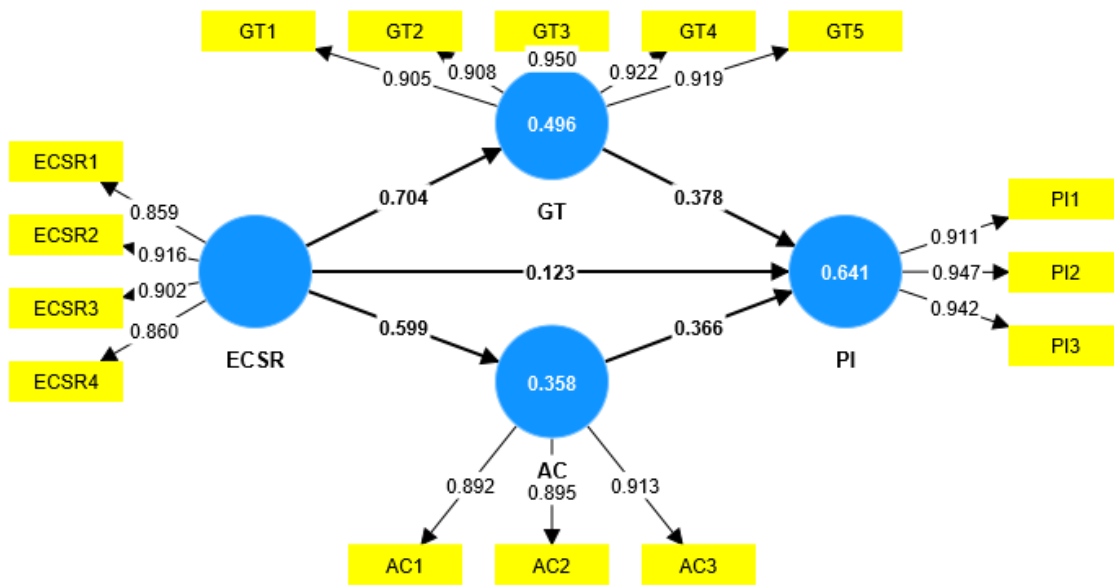 GT1
GT2
GT3
GT4
GT5
0.905
0.908
0.950
0.922
0.919
0.496
GT
ECSR1
ECSR2
ECSR3
ECSR4
0.859
0.916
0.902
0.860
ECSR
0.704
0.378
0.123
0.599
0.366
0.641
PI
0.911
0.947
0.942
PI1
PI2
PI3
0.358
AC
0.892
0.895
0.913
AC1
AC2
AC3